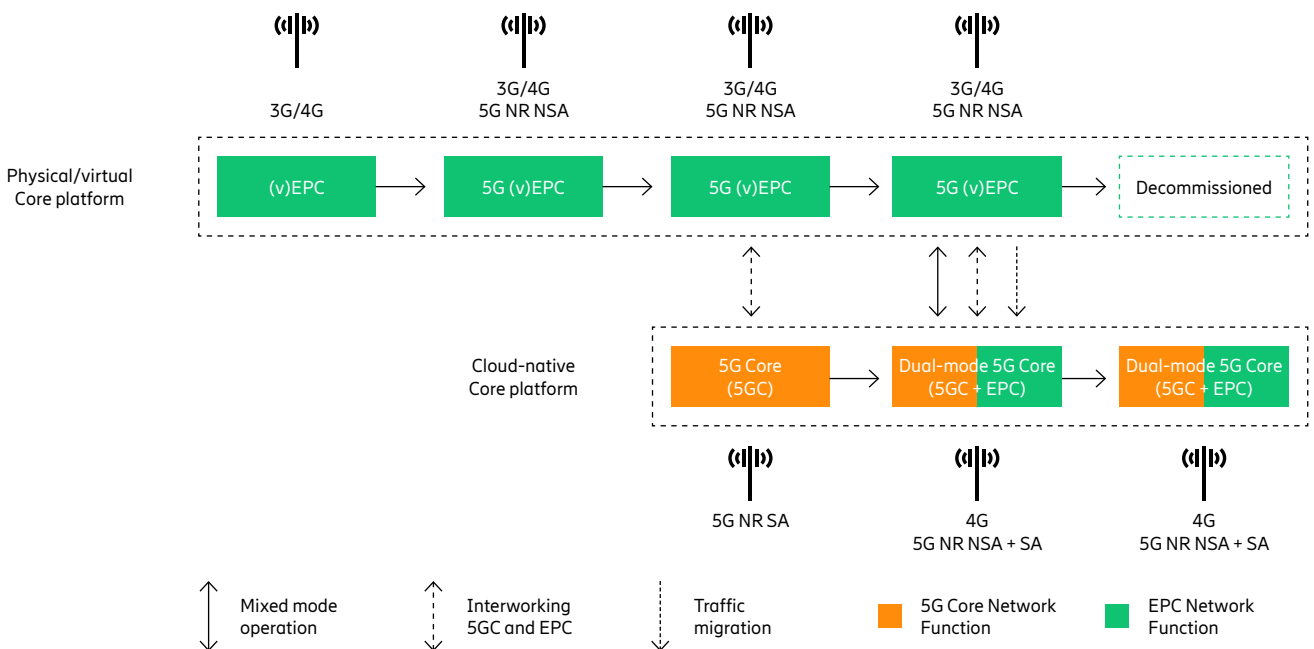 3G/4G
3G/4G
5G NR NSA
3G/4G
5G NR NSA
3G/4G
5G NR NSA
Physical/virtual
Core platform
(v)EPC
5G (v)EPC
5G (v)EPC
5G (v)EPC
Decommissioned
Cloud-native
Core platform
5G Core
(5GC)
Dual-mode 5G Core
(5GC + EPC)
Dual-mode 5G Core
(5GC + EPC)
5G NR SA
4G
5G NR NSA + SA
4G
5G NR NSA + SA
Mixed mode
operation
Interworking
5GC and EPC
Traffic
migration
5G Core Network
Function
EPC Network
Function